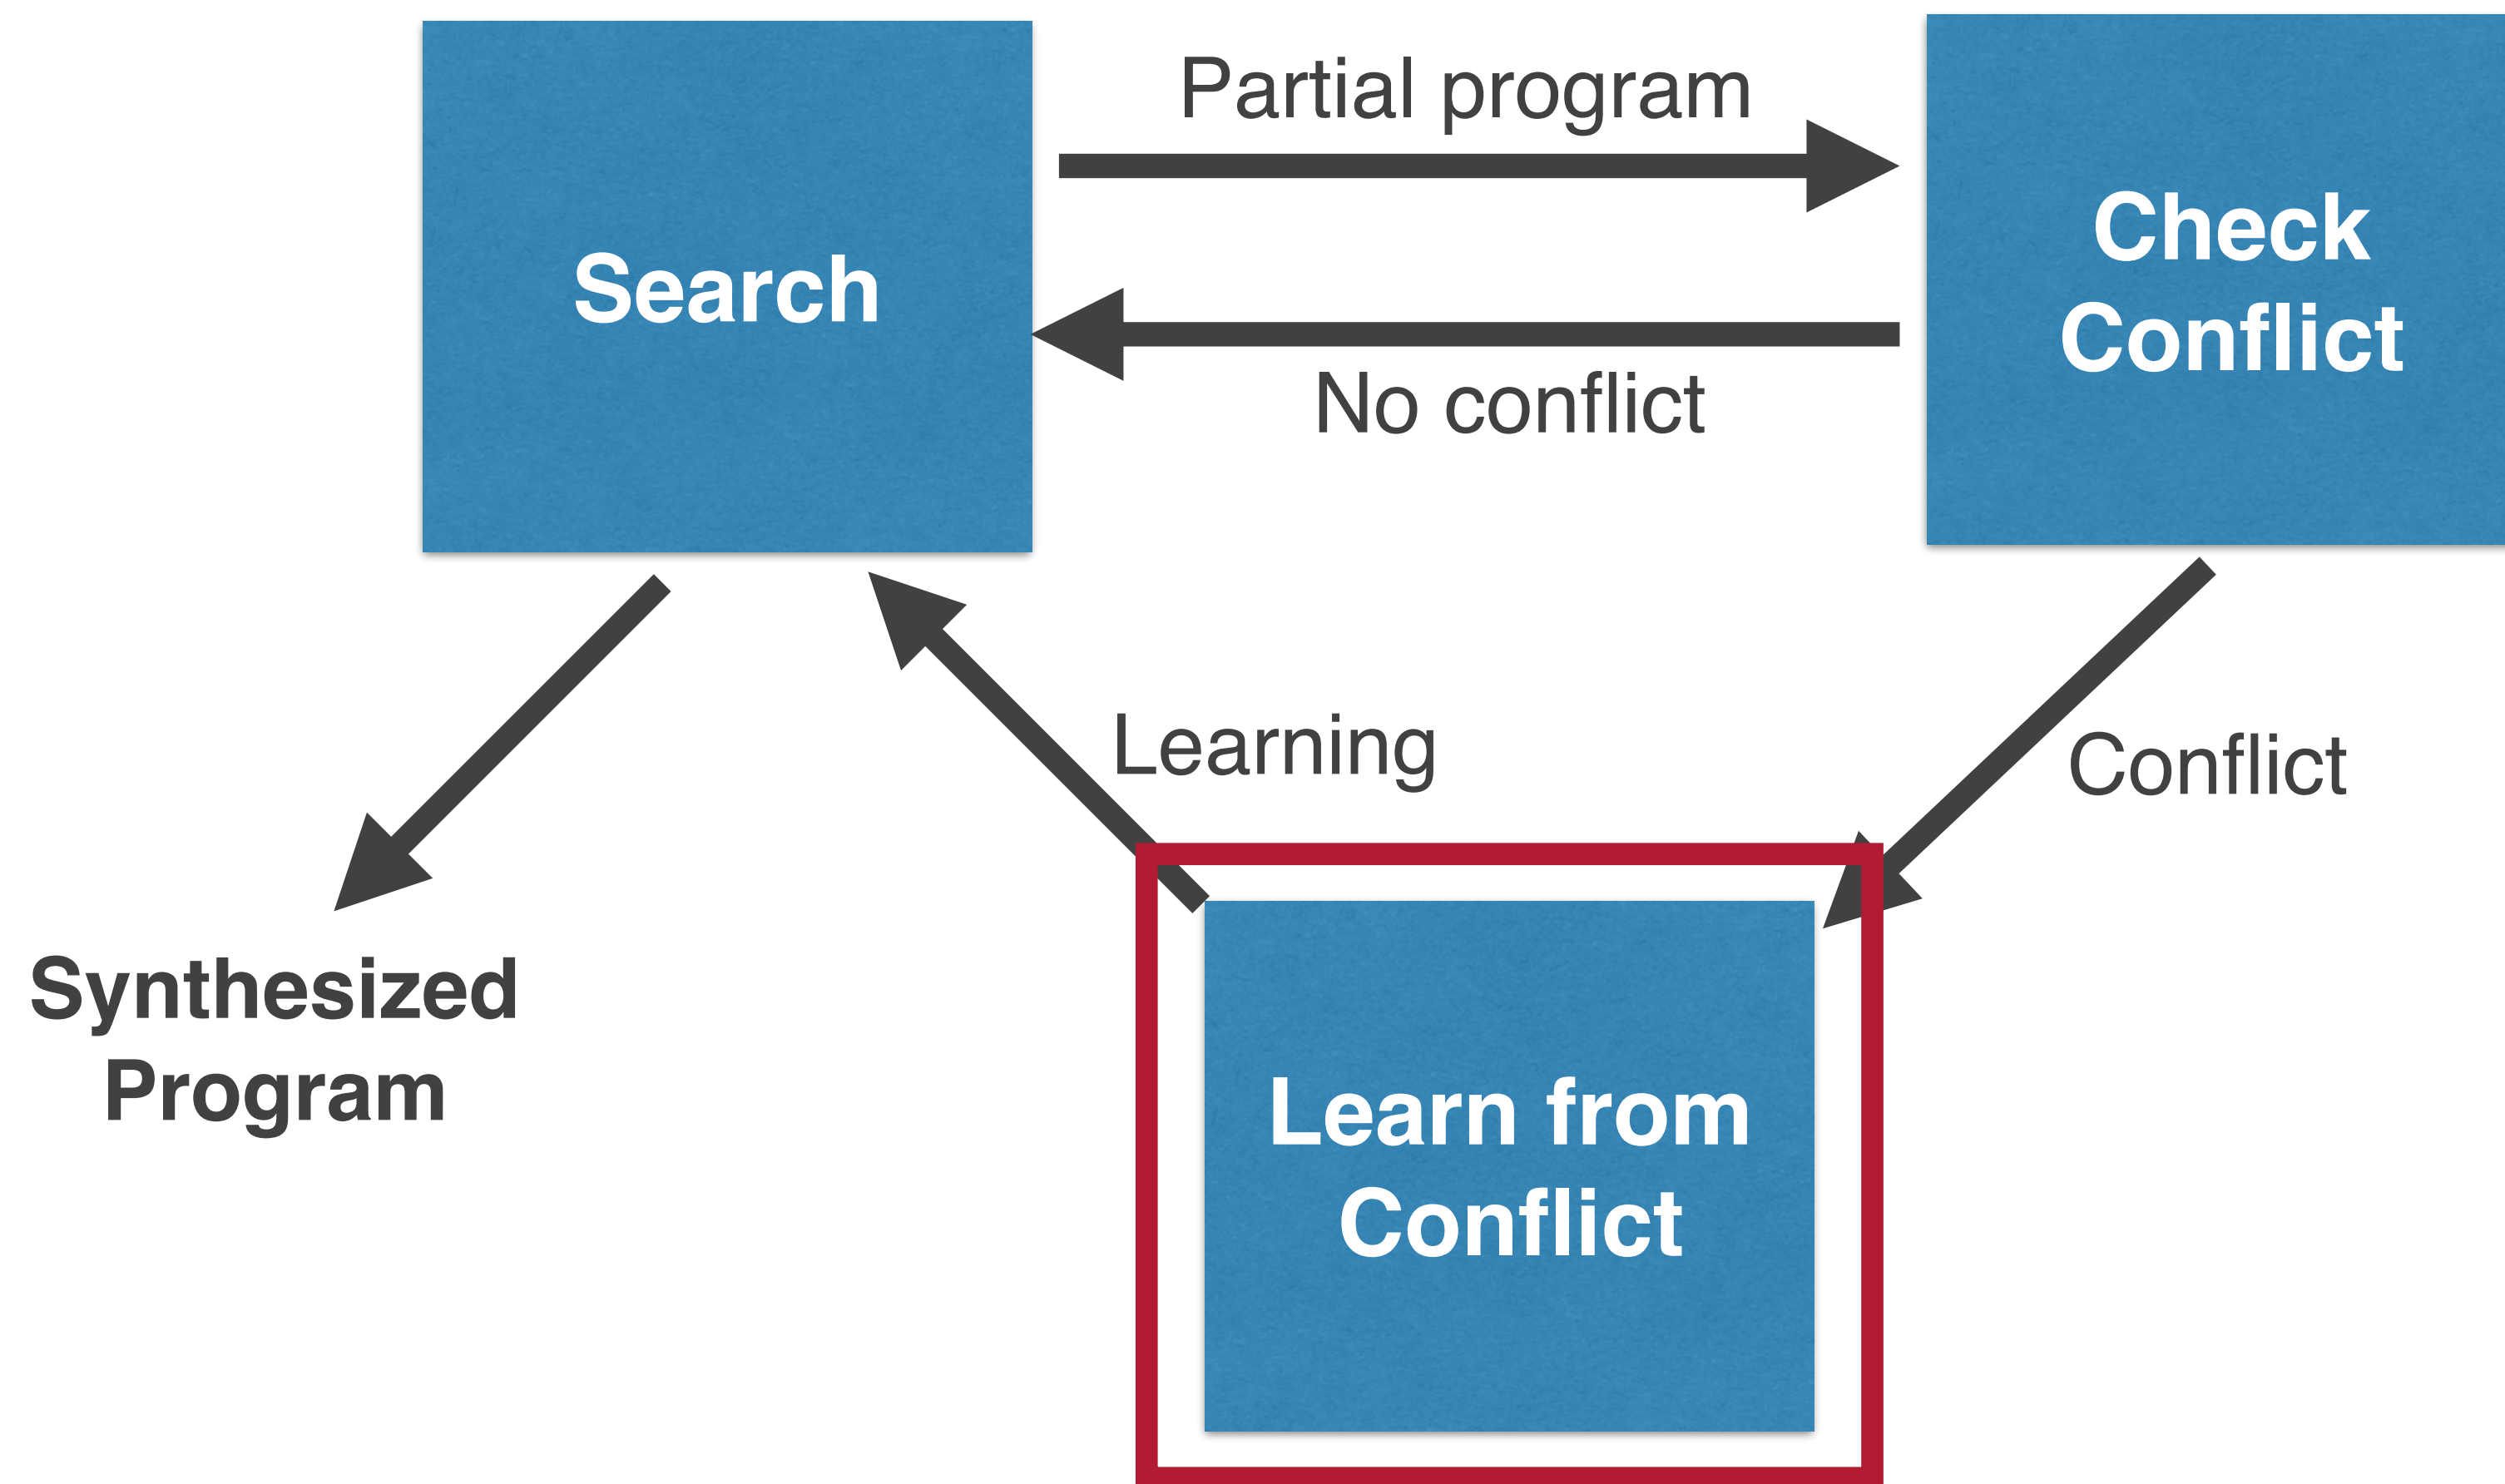 Partial program
Search
Check
Conflict
No conflict
Learning
Conflict
Synthesized
Program
Learn from
Conflict